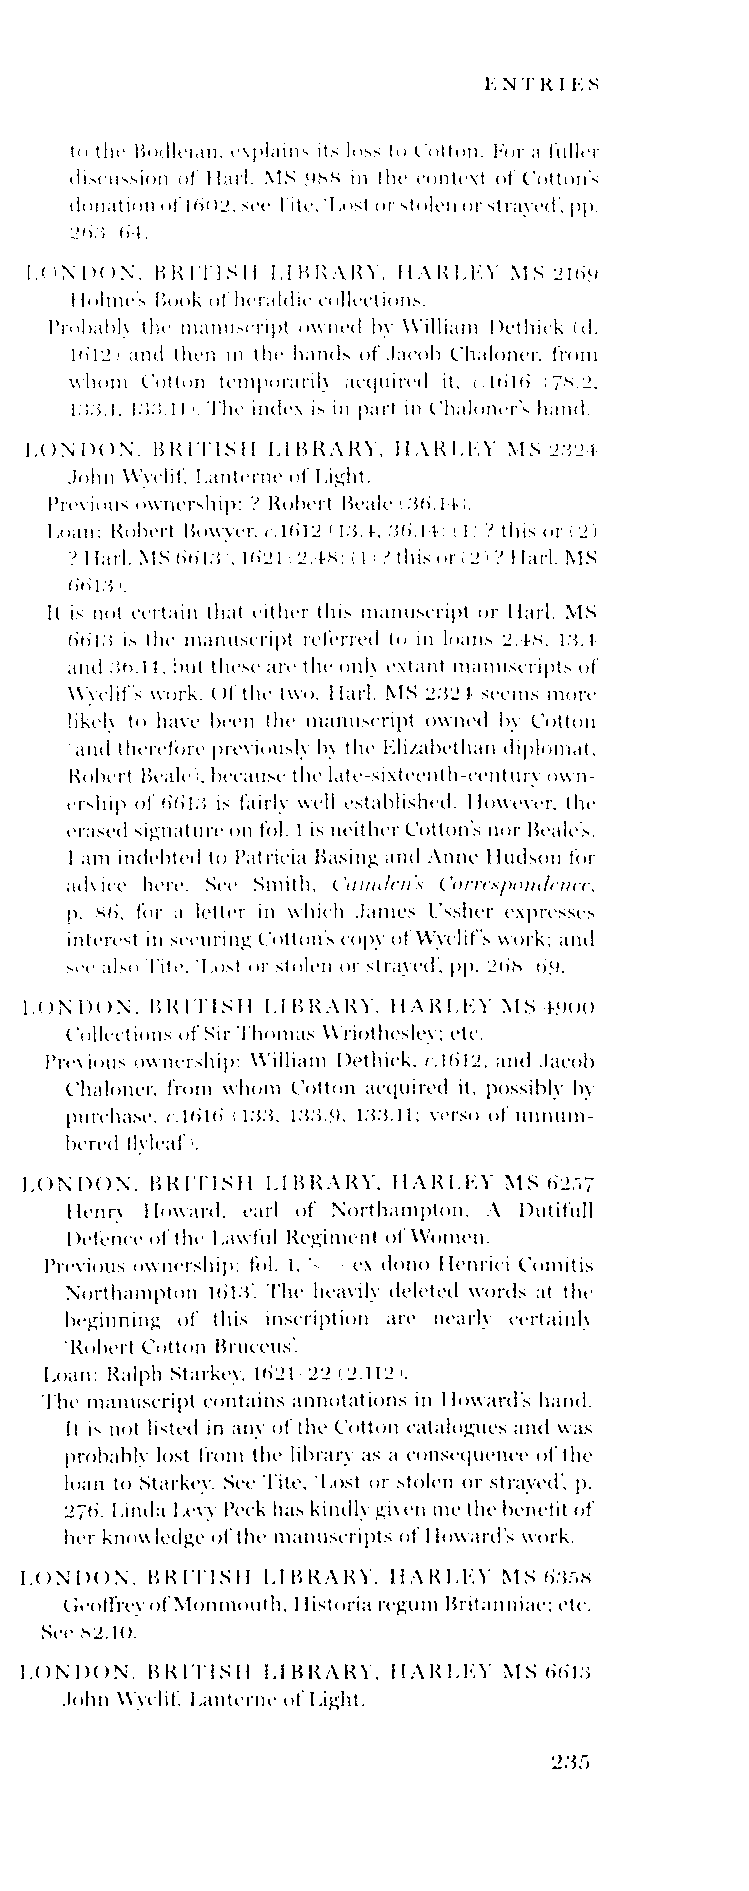 ENTRIES
to the Bodleian, explains its loss to Cotton. For a fuller
discussion of Harl. MS 988 in the context of Cotton's
donation of 1602, see Tite, 'Lost or stolen or strayed', pp.
263–64.
LONDON, BRITISH LIBRARY, HARLEY MS 2169
Holme's Book of heraldic collections.
Probably the manuscript owned by William Dethick (d.
1612) and then in the hands of Jacob Chaloner, from
whom Cotton temporarily acquired it, c.1616 (78.2,
133.4, 133.11). The index is in part in Chaloner's hand.
LONDON, BRITISH LIBRARY, HARLEY MS 2324
John Wyclif, Lanterne of Light.
Previous ownership: ? Robert Beale (36.14).
Loan: Robert Bowyer, c.1612 (13.4, 36.14: (1) ? this or (2)
? Harl. MS 6613), 1621 (2.48: (1) ? this or (2) ? Harl. MS
6613).
It is not certain that either this manuscript or Harl. MS
6613 is the manuscript referred to in loans 2.48, 13.4
and 36.14, but these are the only extant manuscripts of
Wyclif's work. Of the two, Harl. MS 2324 seems more
likely to have been the manuscript owned by Cotton
(and therefore previously by the Elizabethan diplomat,
Robert Beale), because the late-sixteenth-century own-
ership of 6613 is fairly well established. However, the
erased signature on fol. 1 is neither Cotton's nor Beale's.
I am indebted to Patricia Basing and Anne Hudson for
advice here. See Smith, Camden's Correspondence,
p. 86, for a letter in which James Ussher expresses
interest in securing Cotton's copy of Wyclif's work; and
see also Tite, 'Lost or stolen or strayed', pp. 268–69.
LONDON, BRITISH LIBRARY, HARLEY MS 4900
Collections of Sir Thomas Wriothesley; etc.
Previous ownership: William Dethick, c.1612, and Jacob
Chaloner, from whom Cotton acquired it, possibly by
purchase, c.1616 (133, 133.9, 133.11; verso of unnum-
bered flyleaf).
LONDON, BRITISH LIBRARY, HARLEY MS 6257
Henry Howard, earl of Northampton, A Dutifull
Defence of the Lawful Regiment of Women.
Previous ownership: fol. 1, '- - ex dono Henrici Comitis
Northampton 1613'. The heavily deleted words at the
beginning of this inscription are nearly certainly
'Robert Cotton Bruceus'.
Loan: Ralph Starkey, 1621–22 (2.112).
The manuscript contains annotations in Howard's hand.
It is not listed in any of the Cotton catalogues and was
probably lost from the library as a consequence of the
loan to Starkey. See Tite, 'Lost or stolen or strayed', p.
276. Linda Levy Peck has kindly given me the benefit of
her knowledge of the manuscripts of Howard's work.
LONDON, BRITISH LIBRARY, HARLEY MS 6358
Geoffrey of Monmouth, Historia regum Britanniae; etc.
See 82.10.
LONDON, BRITISH LIBRARY, HARLEY MS 6613
John Wyclif, Lanterne of Light.
235